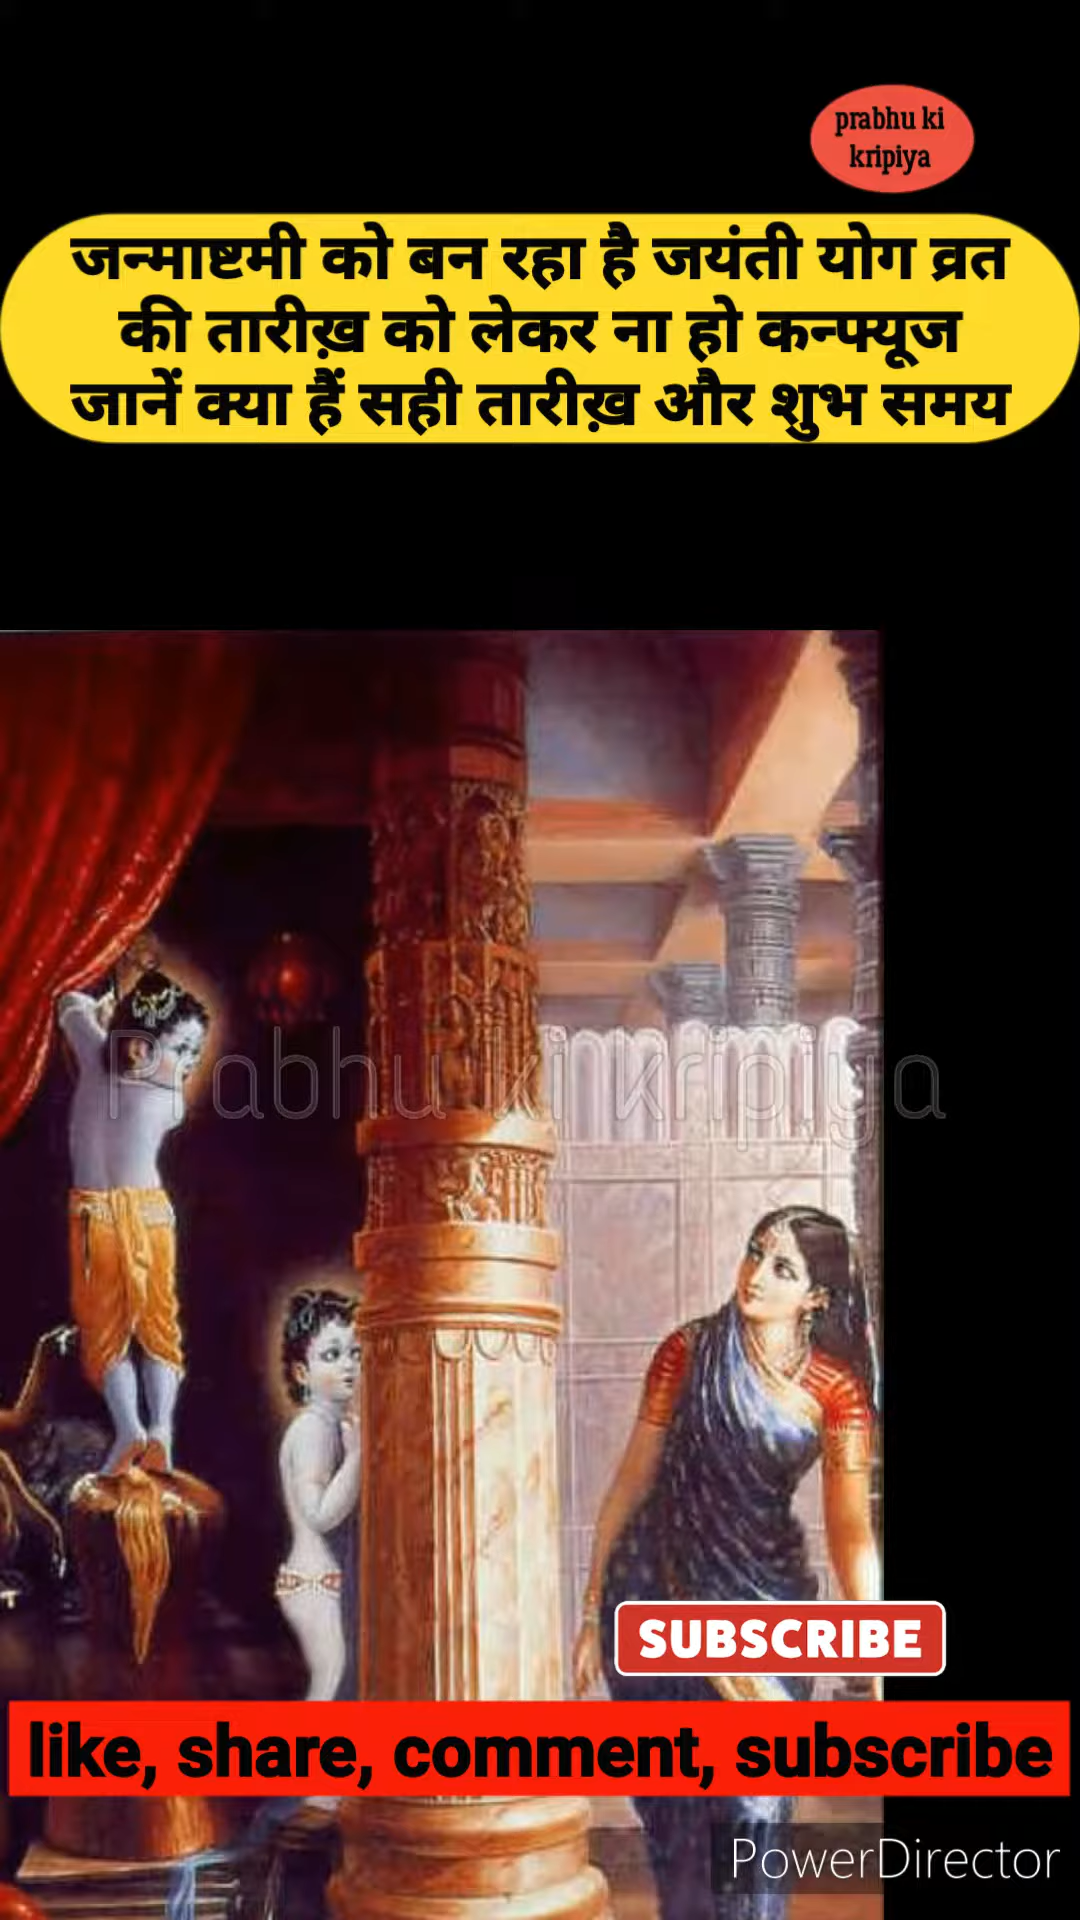 prabhu ki
kripiya
जन्माष्टमी को बन रहा है जयंती योग व्रत
की तारीख़ को लेकर ना हो कन्फ्यूज
जानें क्या हैं सही तारीख़ और शुभ समय
Prabhu ki kripiya
SUBSCRIBE
like, share, comment, subscribe
PowerDirector